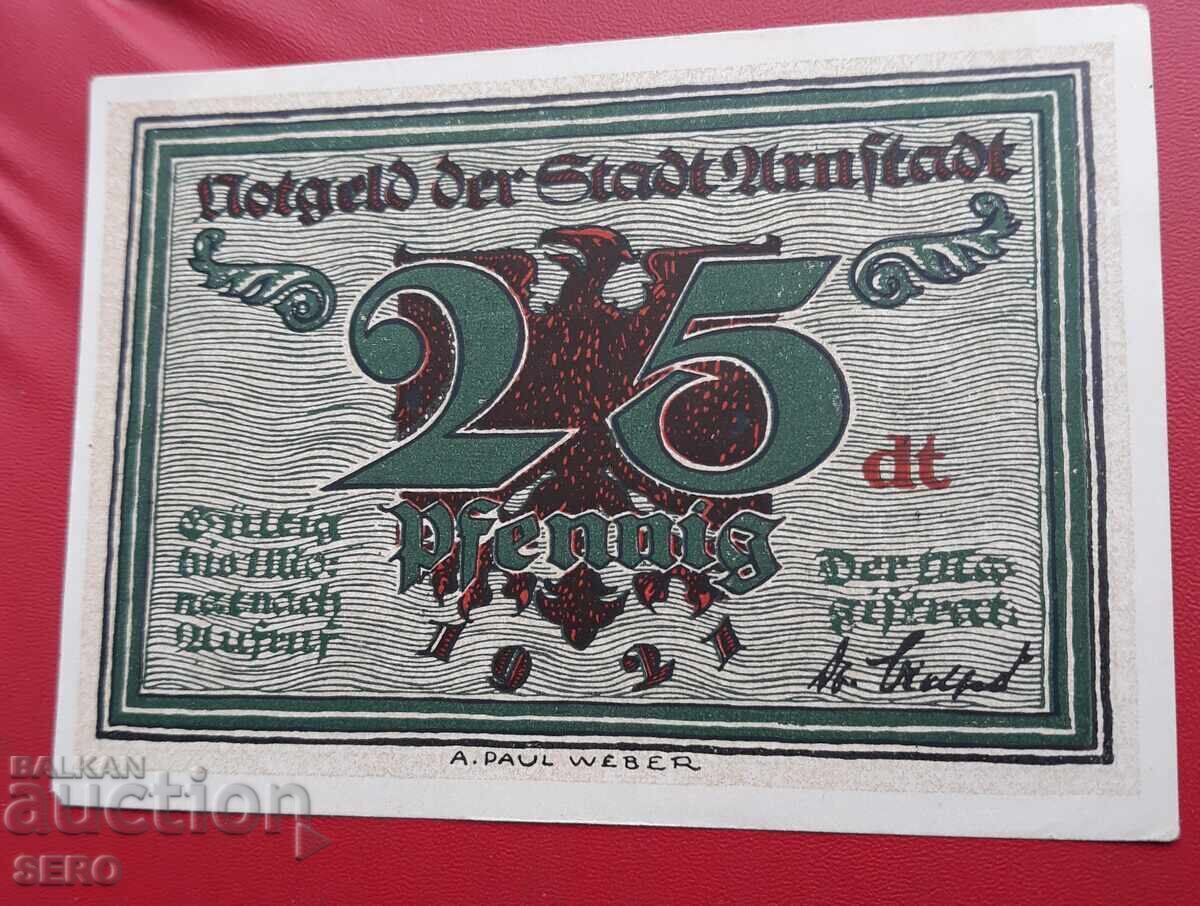 Notgeld der Stadt Arnstadt
25
dt
Pfennig
Gültig
bis 1 Mo-
nat nach
Aufruf
Der Ma-
gistrat.
1921
A. PAUL WEBER
BALKAN
auction
SERO